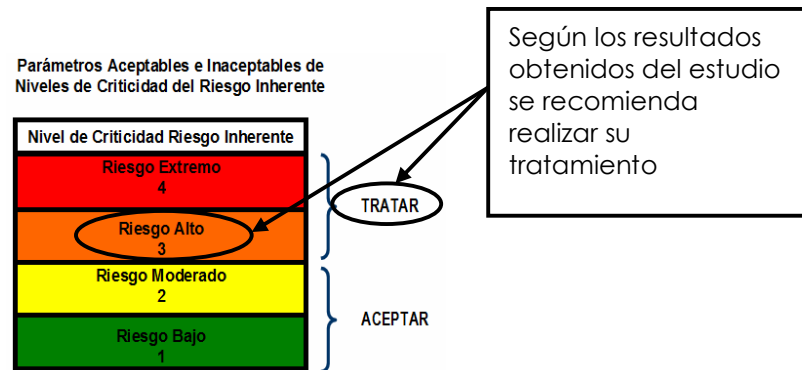 Parámetros Aceptables e Inaceptables de
Niveles de Criticidad del Riesgo Inherente
Nivel de Criticidad Riesgo Inherente
Riesgo Extremo
4
Riesgo Alto
3
Riesgo Moderado
2
Riesgo Bajo
1
TRATAR
ACEPTAR
Según los resultados
obtenidos del estudio
se recomienda
realizar su
tratamiento